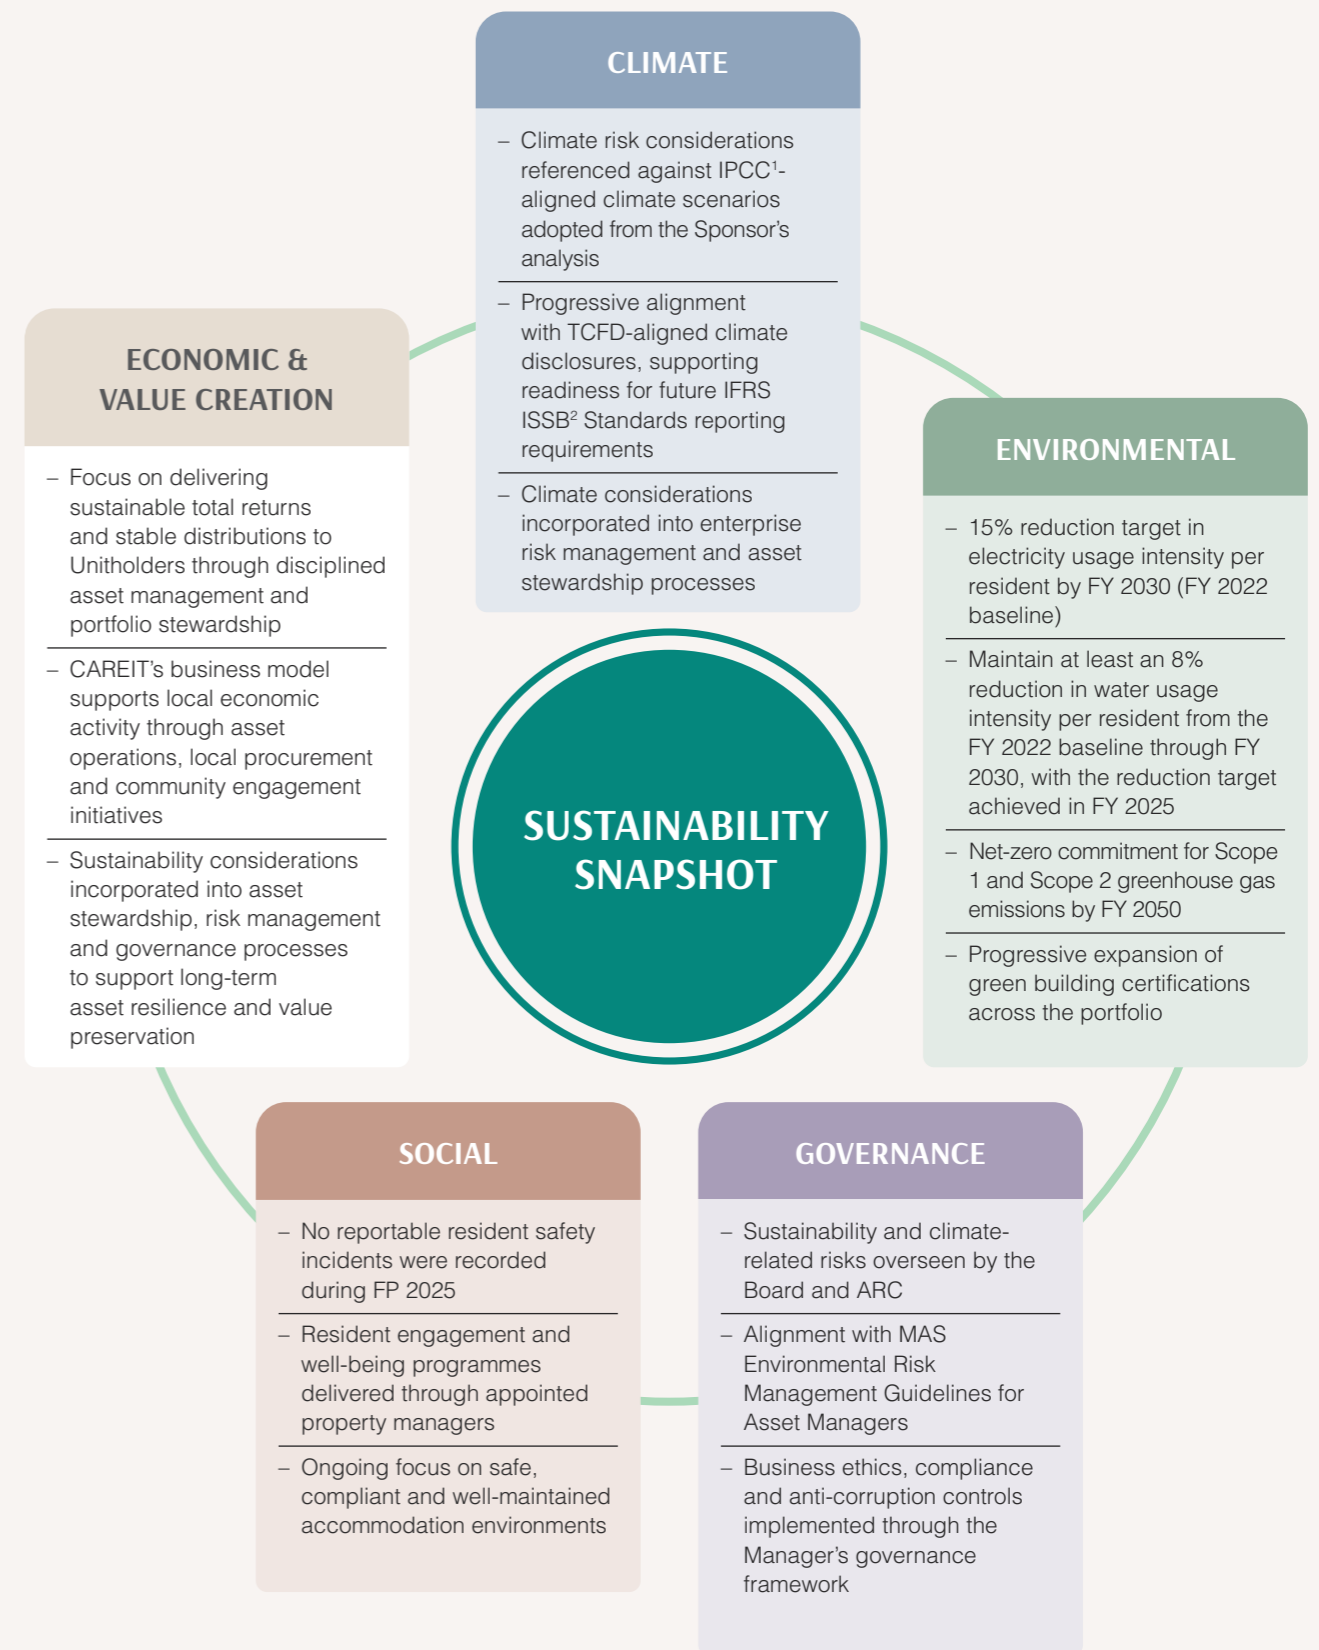 CLIMATE
– Climate risk considerations
referenced against IPCC¹-
aligned climate scenarios
adopted from the Sponsor's
analysis
– Progressive alignment
with TCFD-aligned climate
disclosures, supporting
readiness for future IFRS
ISSB² Standards reporting
requirements
– Climate considerations
incorporated into enterprise
risk management and asset
stewardship processes
ECONOMIC &
VALUE CREATION
– Focus on delivering
sustainable total returns
and stable distributions to
Unitholders through disciplined
asset management and
portfolio stewardship
– CAREIT's business model
supports local economic
activity through asset
operations, local procurement
and community engagement
initiatives
– Sustainability considerations
incorporated into asset
stewardship, risk management
and governance processes
to support long-term
asset resilience and value
preservation
SUSTAINABILITY
SNAPSHOT
ENVIRONMENTAL
– 15% reduction target in
electricity usage intensity per
resident by FY 2030 (FY 2022
baseline)
– Maintain at least an 8%
reduction in water usage
intensity per resident from the
FY 2022 baseline through FY
2030, with the reduction target
achieved in FY 2025
– Net-zero commitment for Scope
1 and Scope 2 greenhouse gas
emissions by FY 2050
– Progressive expansion of
green building certifications
across the portfolio
SOCIAL
– No reportable resident safety
incidents were recorded
during FP 2025
– Resident engagement and
well-being programmes
delivered through appointed
property managers
– Ongoing focus on safe,
compliant and well-maintained
accommodation environments
GOVERNANCE
– Sustainability and climate-
related risks overseen by the
Board and ARC
– Alignment with MAS
Environmental Risk
Management Guidelines for
Asset Managers
– Business ethics, compliance
and anti-corruption controls
implemented through the
Manager's governance
framework